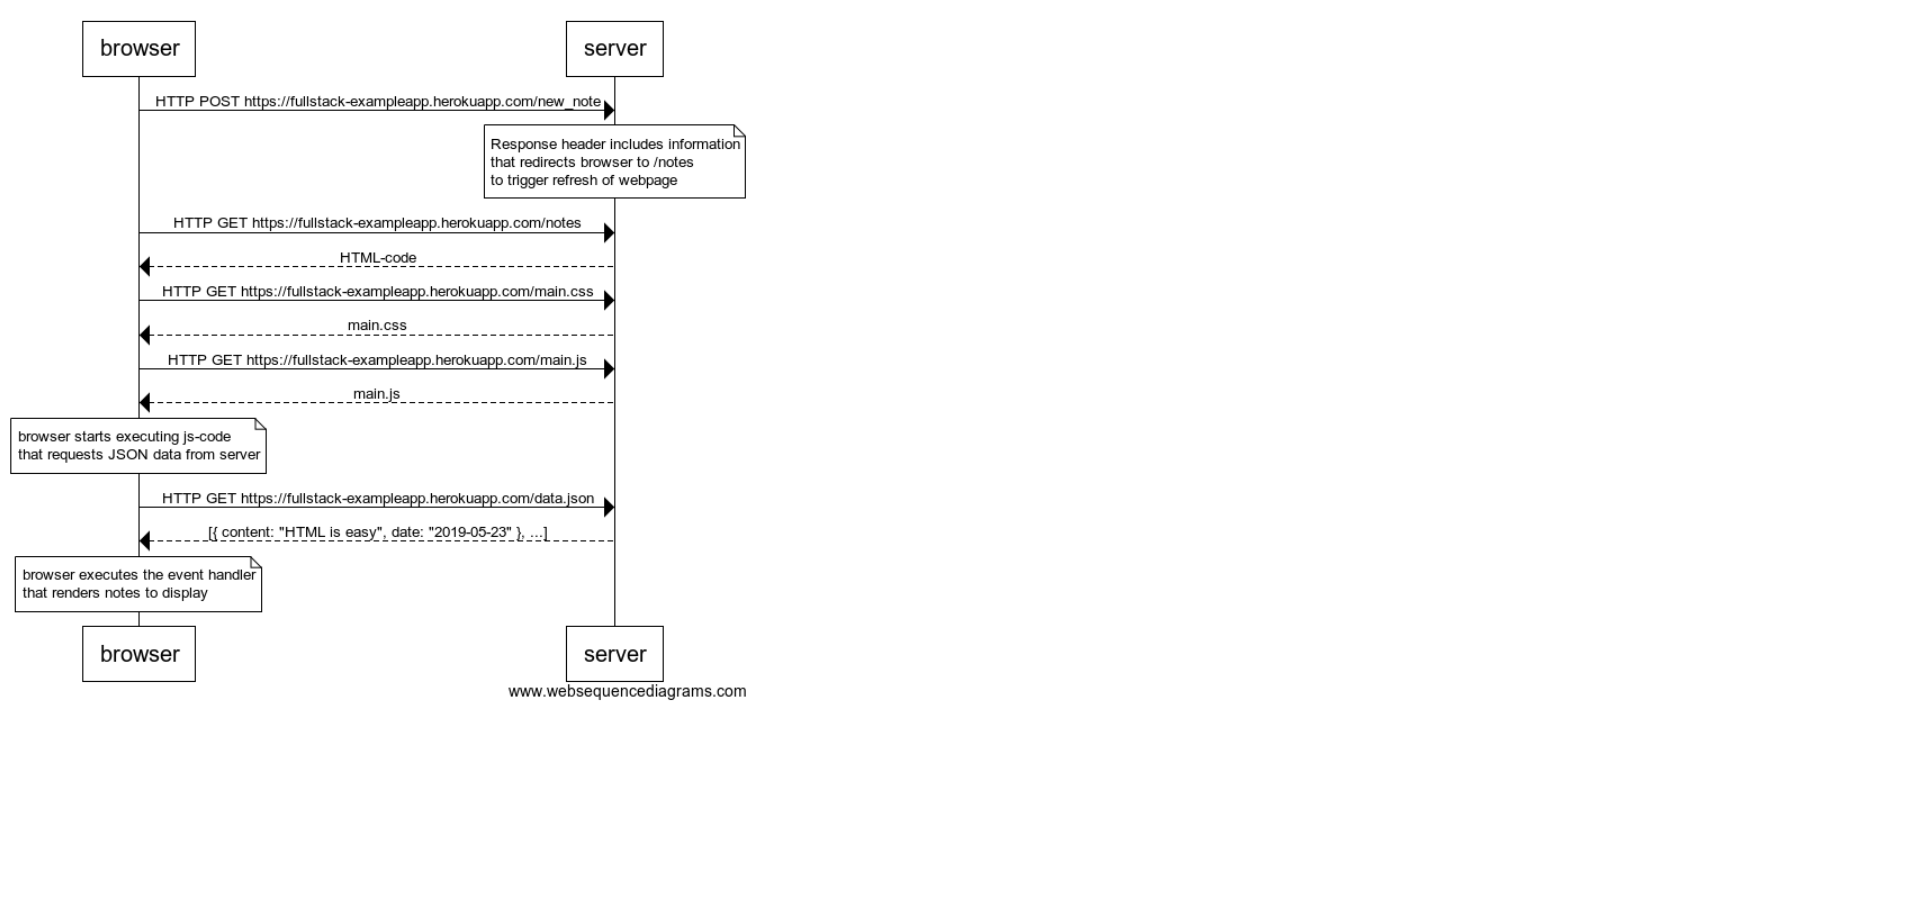 browser
server
HTTP POST https://fullstack-exampleapp.herokuapp.com/new_note
Response header includes information
that redirects browser to /notes
to trigger refresh of webpage
HTTP GET https://fullstack-exampleapp.herokuapp.com/notes
HTML-code
HTTP GET https://fullstack-exampleapp.herokuapp.com/main.css
main.css
HTTP GET https://fullstack-exampleapp.herokuapp.com/main.js
main.js
browser starts executing js-code
that requests JSON data from server
HTTP GET https://fullstack-exampleapp.herokuapp.com/data.json
[{ content: "HTML is easy", date: "2019-05-23" }, ...]
browser executes the event handler
that renders notes to display
browser
server
www.websequencediagrams.com